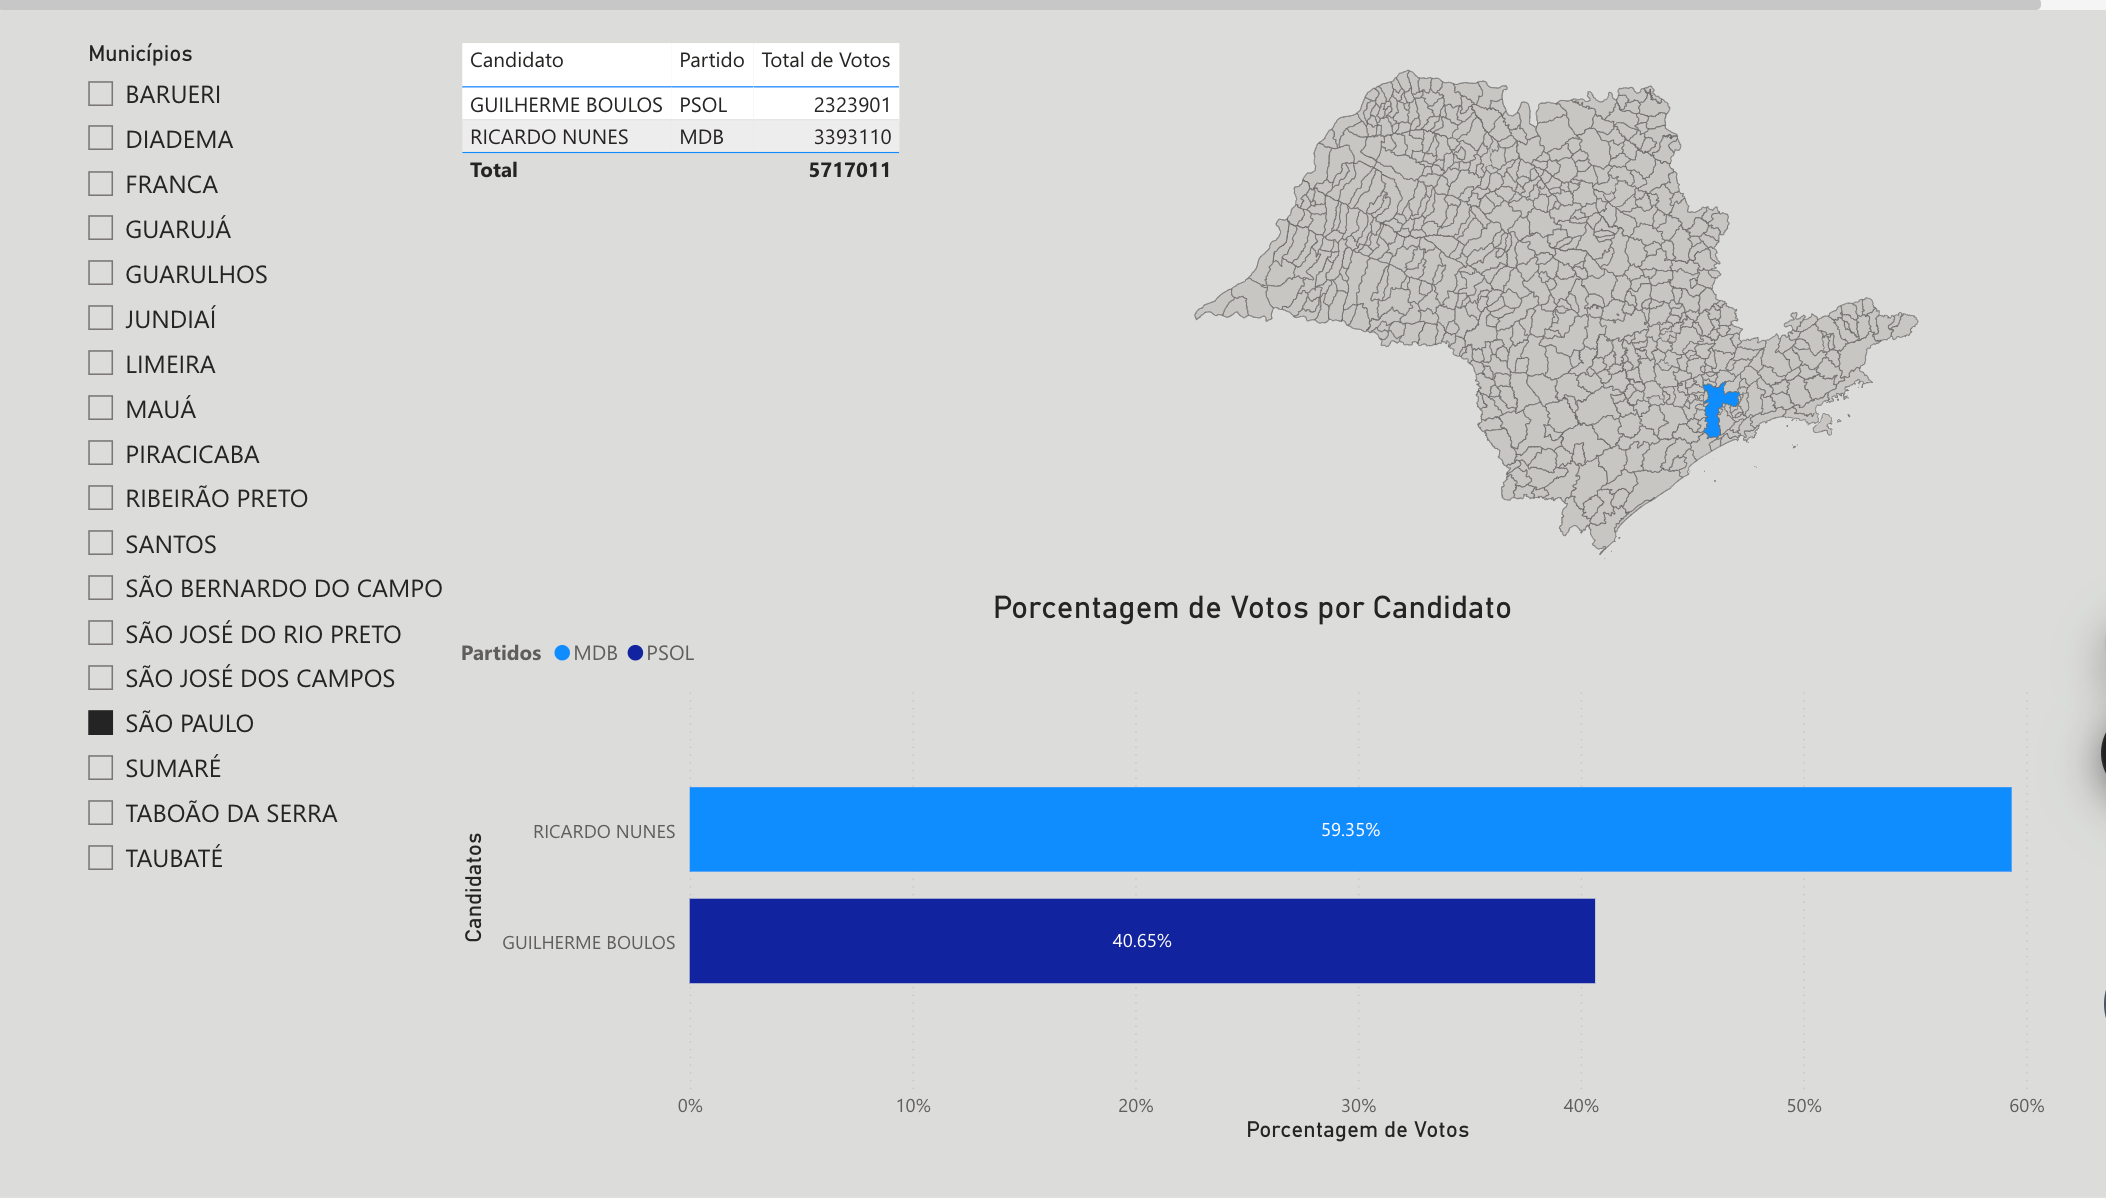 Municípios
BARUERI
DIADEMA
FRANCA
GUARUJÁ
GUARULHOS
JUNDIAÍ
LIMEIRA
MAUÁ
PIRACICABA
RIBEIRÃO PRETO
SANTOS
SÃO BERNARDO DO CAMPO
SÃO JOSÉ DO RIO PRETO
SÃO JOSÉ DOS CAMPOS
SÃO PAULO
SUMARÉ
TABOÃO DA SERRA
TAUBATÉ
Candidato Partido Total de Votos
GUILHERME BOULOS PSOL 2323901
RICARDO NUNES MDB 3393110
Total 5717011
Porcentagem de Votos por Candidato
Partidos MDB PSOL
Candidatos
RICARDO NUNES 59.35%
GUILHERME BOULOS 40.65%
0% 10% 20% 30% 40% 50% 60%
Porcentagem de Votos